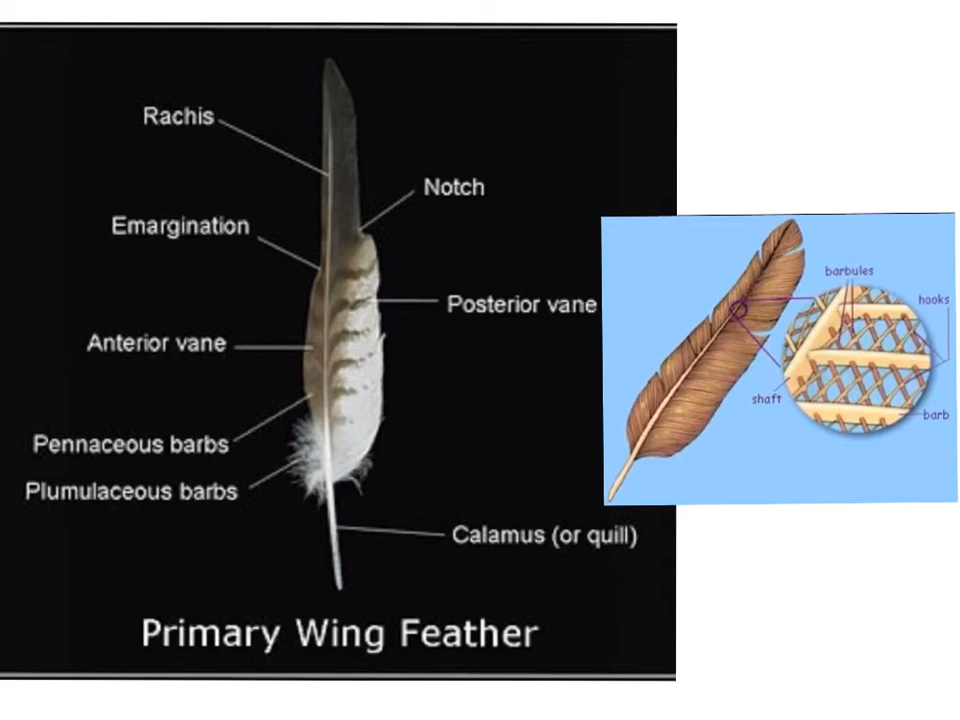 Rachis
Notch
Emargination
Posterior vane
Anterior vane
Pennaceous barbs
Plumulaceous barbs
Calamus (or quill)
Primary Wing Feather
barbules
hooks
shaft
barb